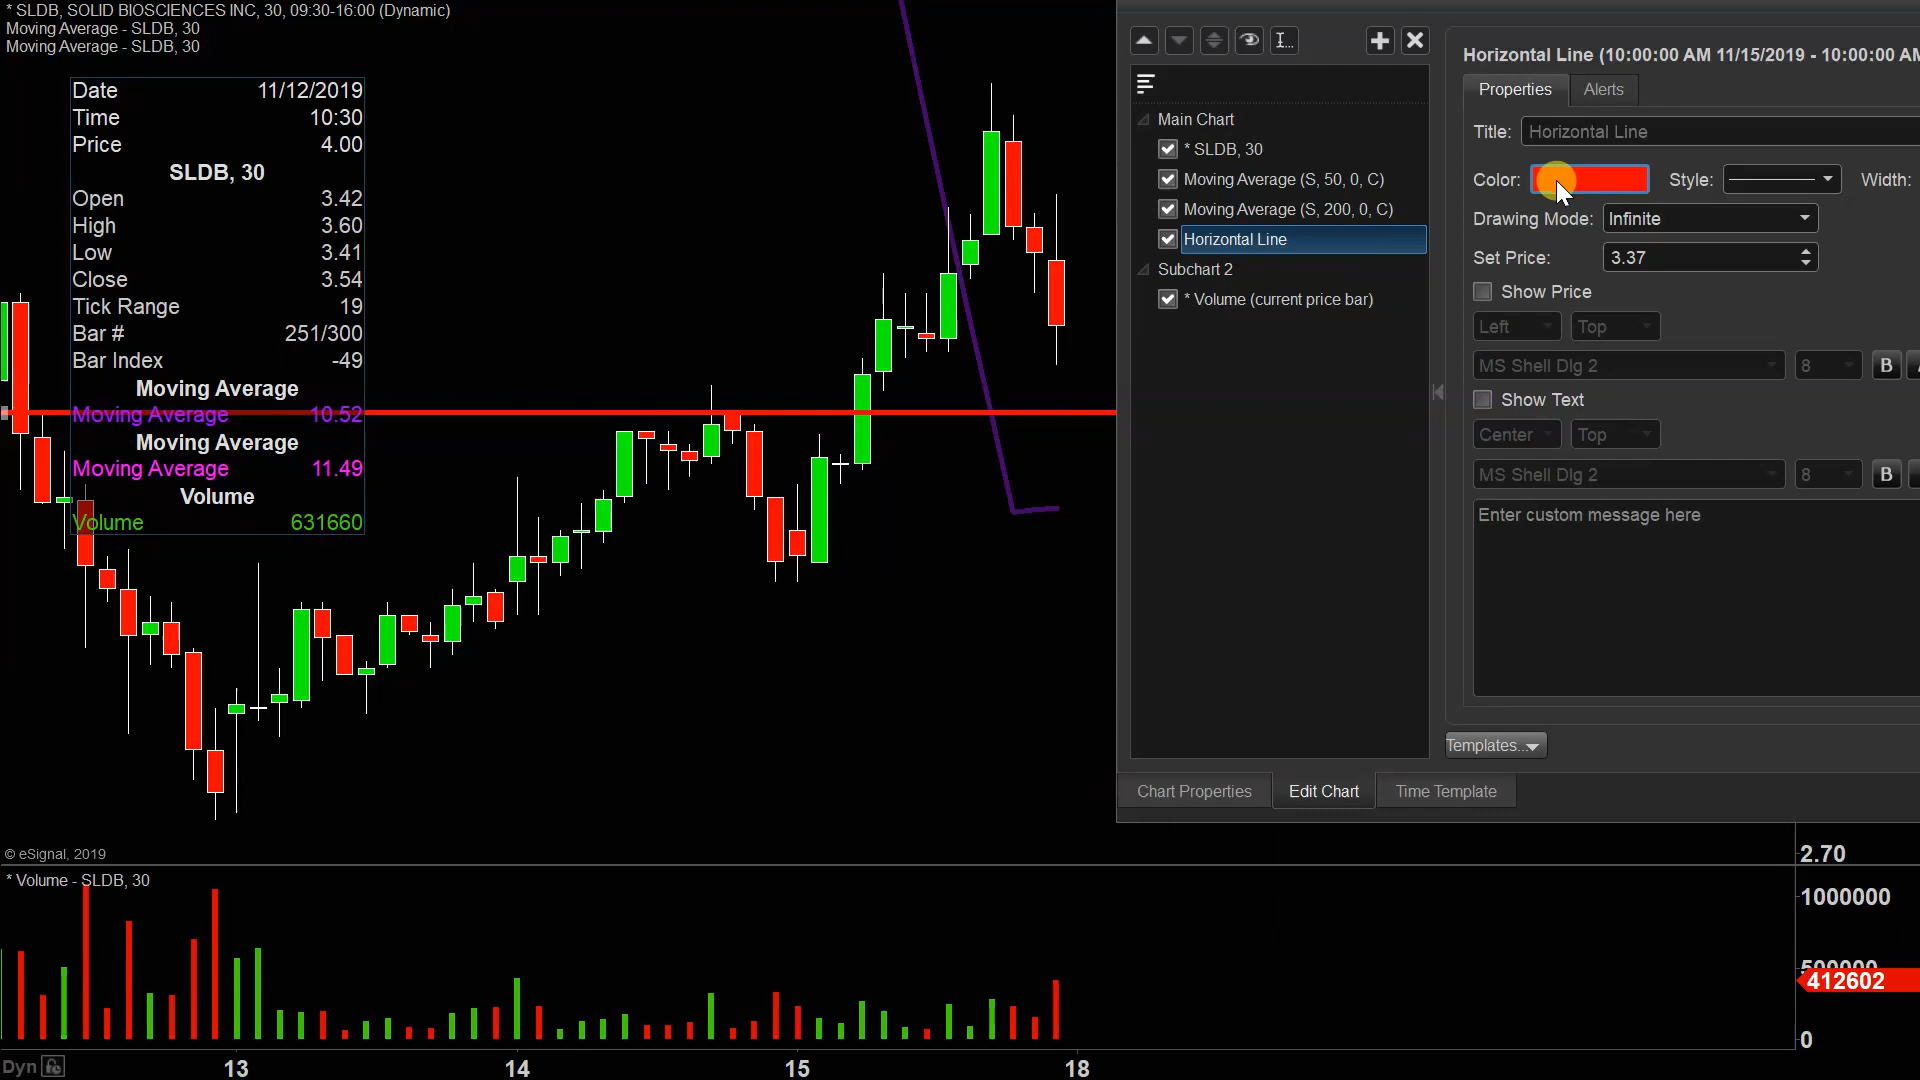 * SLDB, SOLID BIOSCIENCES INC, 30, 09:30-16:00 (Dynamic)
Moving Average - SLDB, 30
Moving Average - SLDB, 30
Date 11/12/2019
Time 10:30
Price 4.00
SLDB, 30
Open 3.42
High 3.60
Low 3.41
Close 3.54
Tick Range 19
Bar # 251/300
Bar Index -49
Moving Average
Moving Average 10.52
Moving Average
Moving Average 11.49
Volume
Volume 631660
© eSignal, 2019
* Volume - SLDB, 30
Dyn
13 14 15 18
2.70
1000000
500000
412602
0
Main Chart
* SLDB, 30
Moving Average (S, 50, 0, C)
Moving Average (S, 200, 0, C)
Horizontal Line
Subchart 2
* Volume (current price bar)
Chart Properties Edit Chart Time Template
Horizontal Line (10:00:00 AM 11/15/2019 - 10:00:00 AM
Properties Alerts
Title: Horizontal Line
Color: Style: Width:
Drawing Mode: Infinite
Set Price: 3.37
Show Price
Left Top
MS Shell Dlg 2 8 B
Show Text
Center Top
MS Shell Dlg 2 8 B
Enter custom message here
Templates...